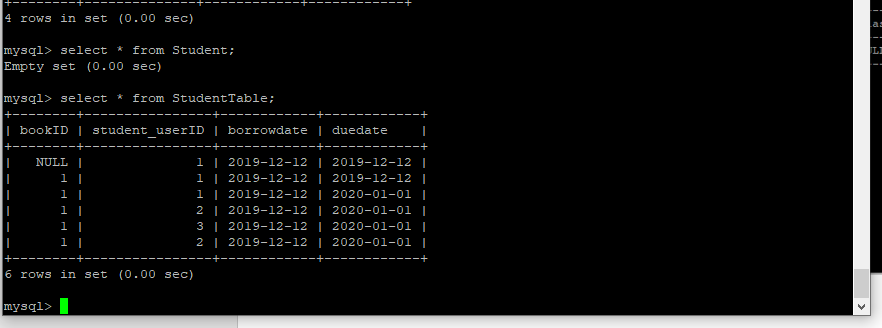 +-----------+---------------+------------+------------+
4 rows in set (0.00 sec)
mysql> select * from Student;
Empty set (0.00 sec)
mysql> select * from StudentTable;
+--------+----------------+------------+------------+
| bookID | student_userID | borrowdate | duedate    |
+--------+----------------+------------+------------+
|   NULL |              1 | 2019-12-12 | 2019-12-12 |
|      1 |              1 | 2019-12-12 | 2019-12-12 |
|      1 |              1 | 2019-12-12 | 2020-01-01 |
|      1 |              2 | 2019-12-12 | 2020-01-01 |
|      1 |              3 | 2019-12-12 | 2020-01-01 |
|      1 |              2 | 2019-12-12 | 2020-01-01 |
+--------+----------------+------------+------------+
6 rows in set (0.00 sec)
mysql>